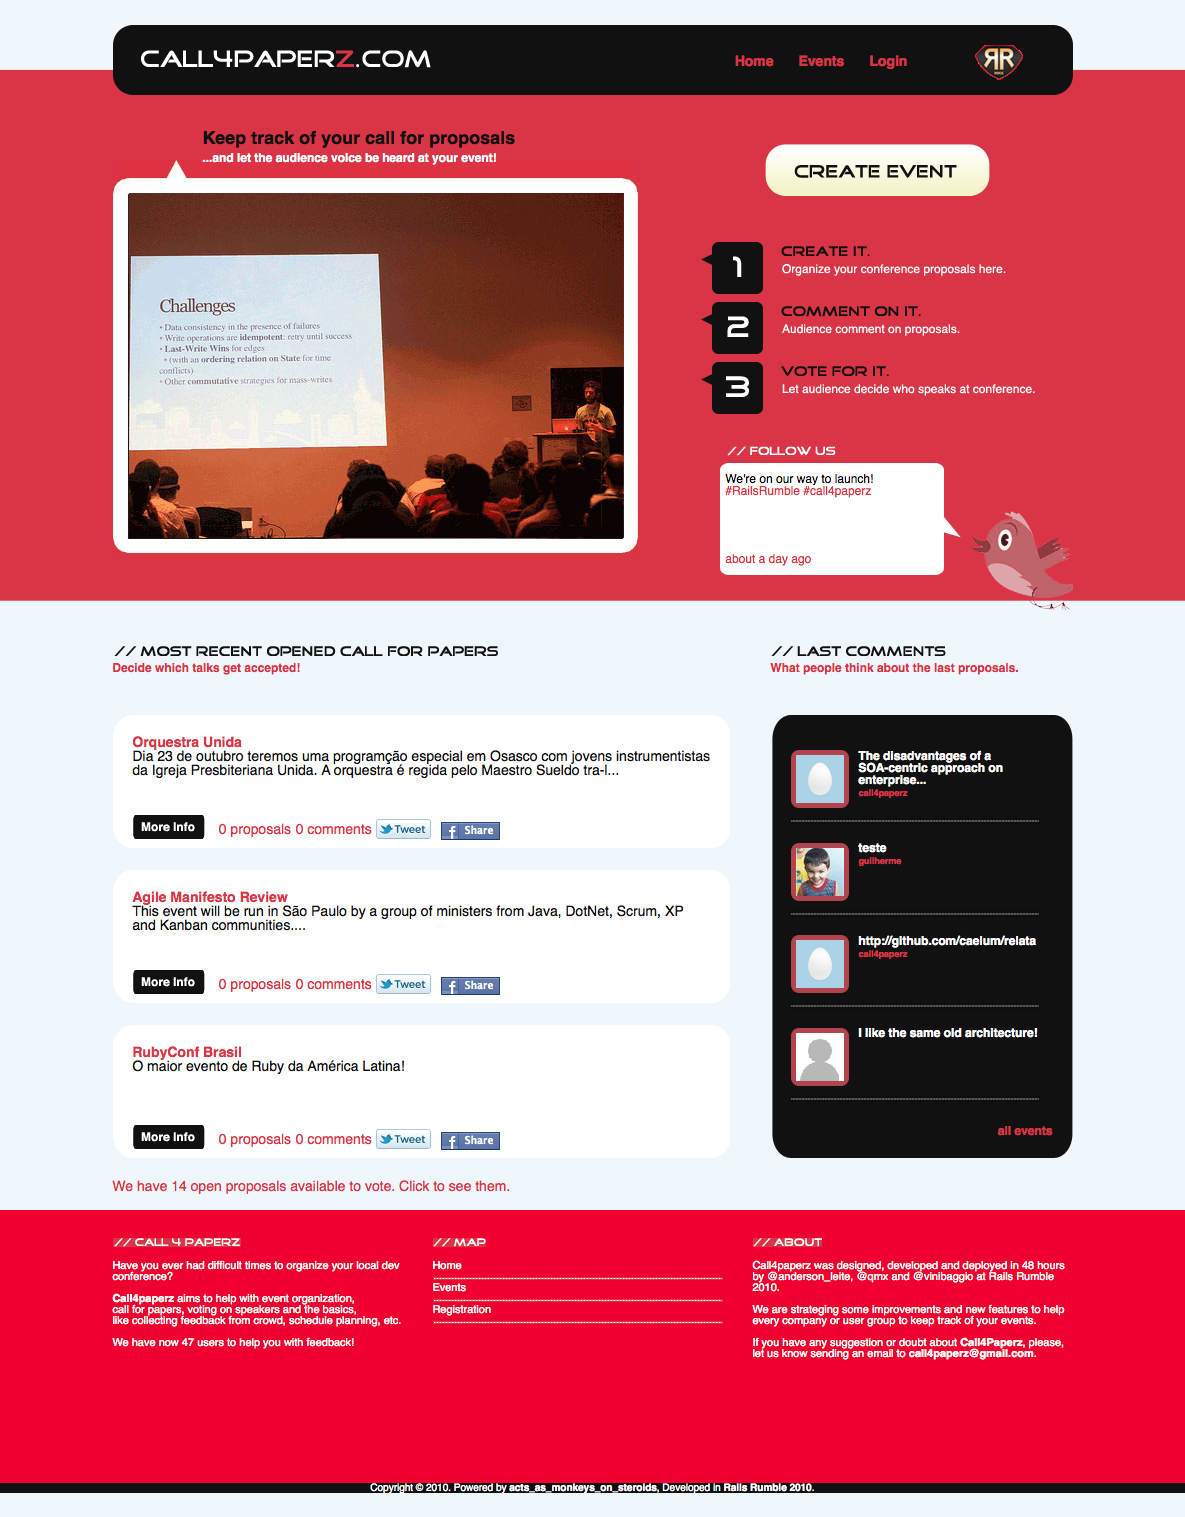 CALL4PAPERZ.COM
Home Events Login
RR
Keep track of your call for proposals
...and let the audience voice be heard at your event!
CREATE EVENT
Challenges
• Data consistency in the presence of failures
• Write operations are idempotent: retry until success
• Last-Write Wins for edges
• (with an ordering relation on State for time
conflicts)
• Other commutative strategies for mass-writes
1
CREATE IT.
Organize your conference proposals here.
2
COMMENT ON IT.
Audience comment on proposals.
3
VOTE FOR IT.
Let audience decide who speaks at conference.
// FOLLOW US
We're on our way to launch!
#RailsRumble #call4paperz
about a day ago
// MOST RECENT OPENED CALL FOR PAPERS
Decide which talks get accepted!
Orquestra Unida
Dia 23 de outubro teremos uma programção especial em Osasco com jovens instrumentistas
da Igreja Presbiteriana Unida. A orquestra é regida pelo Maestro Sueldo tra-l...
More Info 0 proposals 0 comments Tweet f Share
Agile Manifesto Review
This event will be run in São Paulo by a group of ministers from Java, DotNet, Scrum, XP
and Kanban communities....
More Info 0 proposals 0 comments Tweet f Share
RubyConf Brasil
O maior evento de Ruby da América Latina!
More Info 0 proposals 0 comments Tweet f Share
We have 14 open proposals available to vote. Click to see them.
// LAST COMMENTS
What people think about the last proposals.
The disadvantages of a
SOA-centric approach on
enterprise...
call4paperz
teste
guilherme
http://github.com/caelum/relata
call4paperz
I like the same old architecture!
all events
// CALL 4 PAPERZ
Have you ever had difficult times to organize your local dev
conference?
Call4paperz aims to help with event organization,
call for papers, voting on speakers and the basics,
like collecting feedback from crowd, schedule planning, etc.
We have now 47 users to help you with feedback!
// MAP
Home
Events
Registration
// ABOUT
Call4paperz was designed, developed and deployed in 48 hours
by @anderson_leite, @qmx and @vinibaggio at Rails Rumble
2010.
We are strateging some improvements and new features to help
every company or user group to keep track of your events.
If you have any suggestion or doubt about Call4Paperz, please,
let us know sending an email to call4paperz@gmail.com.
Copyright © 2010. Powered by acts_as_monkeys_on_steroids, Developed in Rails Rumble 2010.